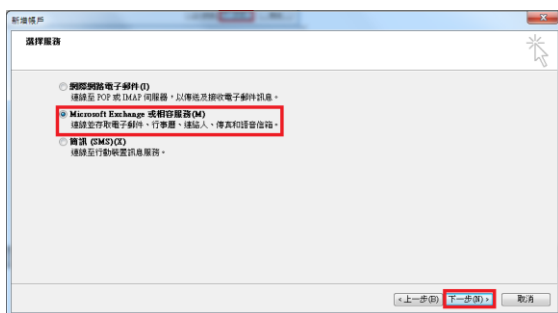 新增帳戶
選擇服務
網際網路電子郵件(I)
連線至 POP 或 IMAP 伺服器，以傳送及接收電子郵件訊息。
Microsoft Exchange 或相容服務(M)
連線並存取電子郵件、行事曆、連絡人、傳真和語音信箱。
簡訊 (SMS)(X)
連線至行動裝置訊息服務。
<上一步(B) 下一步(N)> 取消